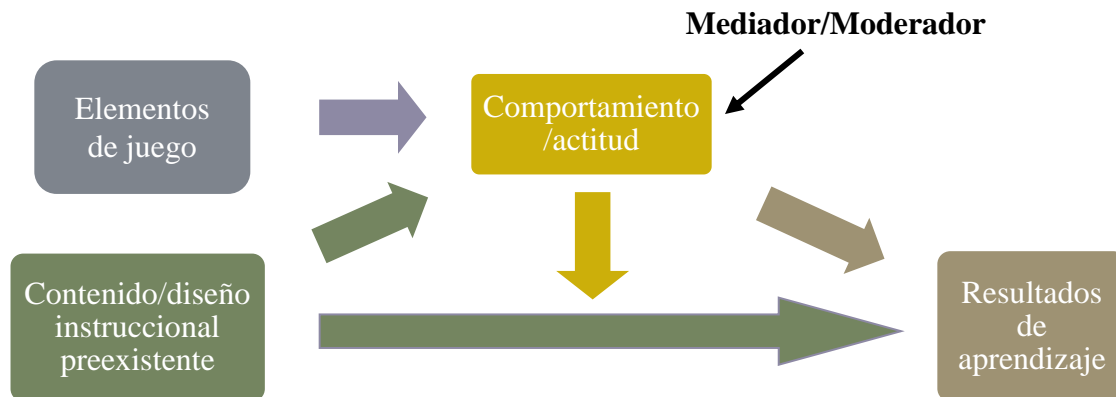 Mediador/Moderador
Elementos
de juego
Comportamiento
/actitud
Contenido/diseño
instruccional
preexistente
Resultados
de
aprendizaje